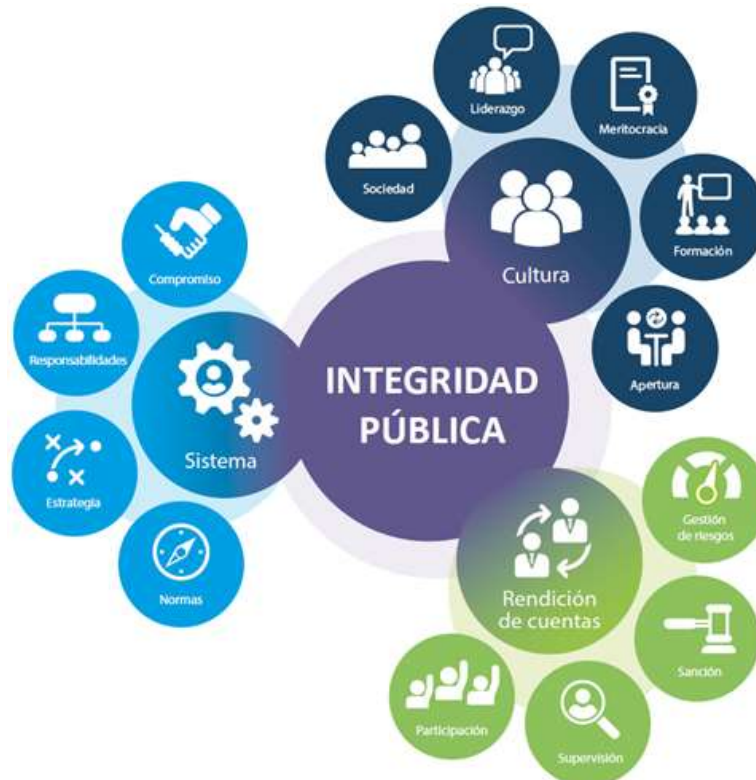 INTEGRIDAD
PÚBLICA
Sistema
Compromiso
Responsabilidades
Estrategia
Normas
Cultura
Sociedad
Liderazgo
Meritocracia
Formación
Apertura
Rendición
de cuentas
Gestión
de riesgos
Sanción
Supervisión
Participación